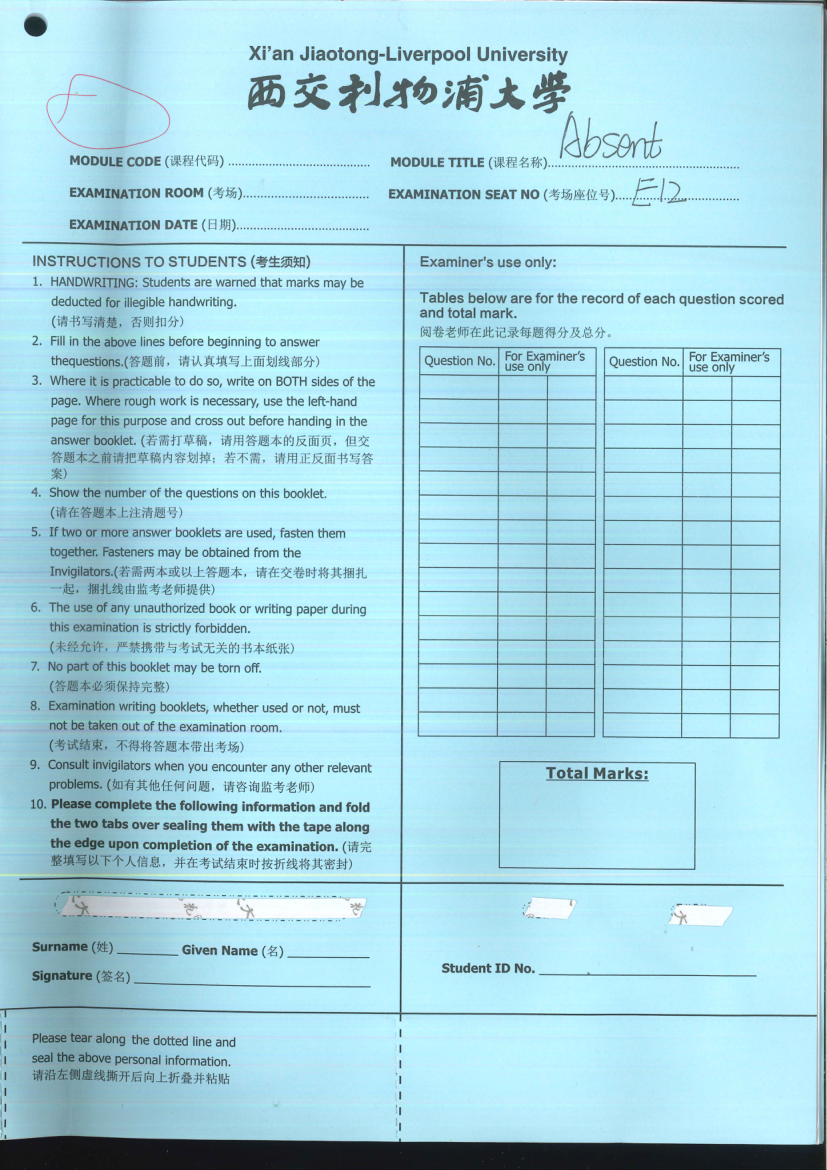 Xi'an Jiaotong-Liverpool University
西交利物浦大学
Absent
MODULE CODE (课程代码) ....................................
MODULE TITLE (课程名称)................................................
EXAMINATION ROOM (考场)................................
EXAMINATION SEAT NO (考场座位号).....E12.............
EXAMINATION DATE (日期)..................................
INSTRUCTIONS TO STUDENTS (考生须知)
1. HANDWRITING: Students are warned that marks may be
deducted for illegible handwriting.
(请书写清楚，否则扣分)
2. Fill in the above lines before beginning to answer
thequestions.(答题前，请认真填写上面划线部分)
3. Where it is practicable to do so, write on BOTH sides of the
page. Where rough work is necessary, use the left-hand
page for this purpose and cross out before handing in the
answer booklet. (若需打草稿，请用答题本的反面页，但交
答题本之前请把草稿内容划掉；若不需，请用正反面书写答
案)
4. Show the number of the questions on this booklet.
(请在答题本上注清题号)
5. If two or more answer booklets are used, fasten them
together. Fasteners may be obtained from the
Invigilators.(若需两本或以上答题本，请在交卷时将其捆扎
一起，捆扎线由监考老师提供)
6. The use of any unauthorized book or writing paper during
this examination is strictly forbidden.
(未经允许，严禁携带与考试无关的书本纸张)
7. No part of this booklet may be torn off.
(答题本必须保持完整)
8. Examination writing booklets, whether used or not, must
not be taken out of the examination room.
(考试结束，不得将答题本带出考场)
9. Consult invigilators when you encounter any other relevant
problems. (如有其他任何问题，请咨询监考老师)
10. Please complete the following information and fold
the two tabs over sealing them with the tape along
the edge upon completion of the examination. (请完
整填写以下个人信息，并在考试结束时按折线将其密封)
Examiner's use only:
Tables below are for the record of each question scored
and total mark.
阅卷老师在此记录每题得分及总分。
Question No. For Examiner's use only Question No. For Examiner's use only
Total Marks:
Surname (姓) ________ Given Name (名) __________
Signature (签名) ______________________________
Student ID No. ____________________________
Please tear along the dotted line and
seal the above personal information.
请沿左侧虚线撕开后向上折叠并粘贴